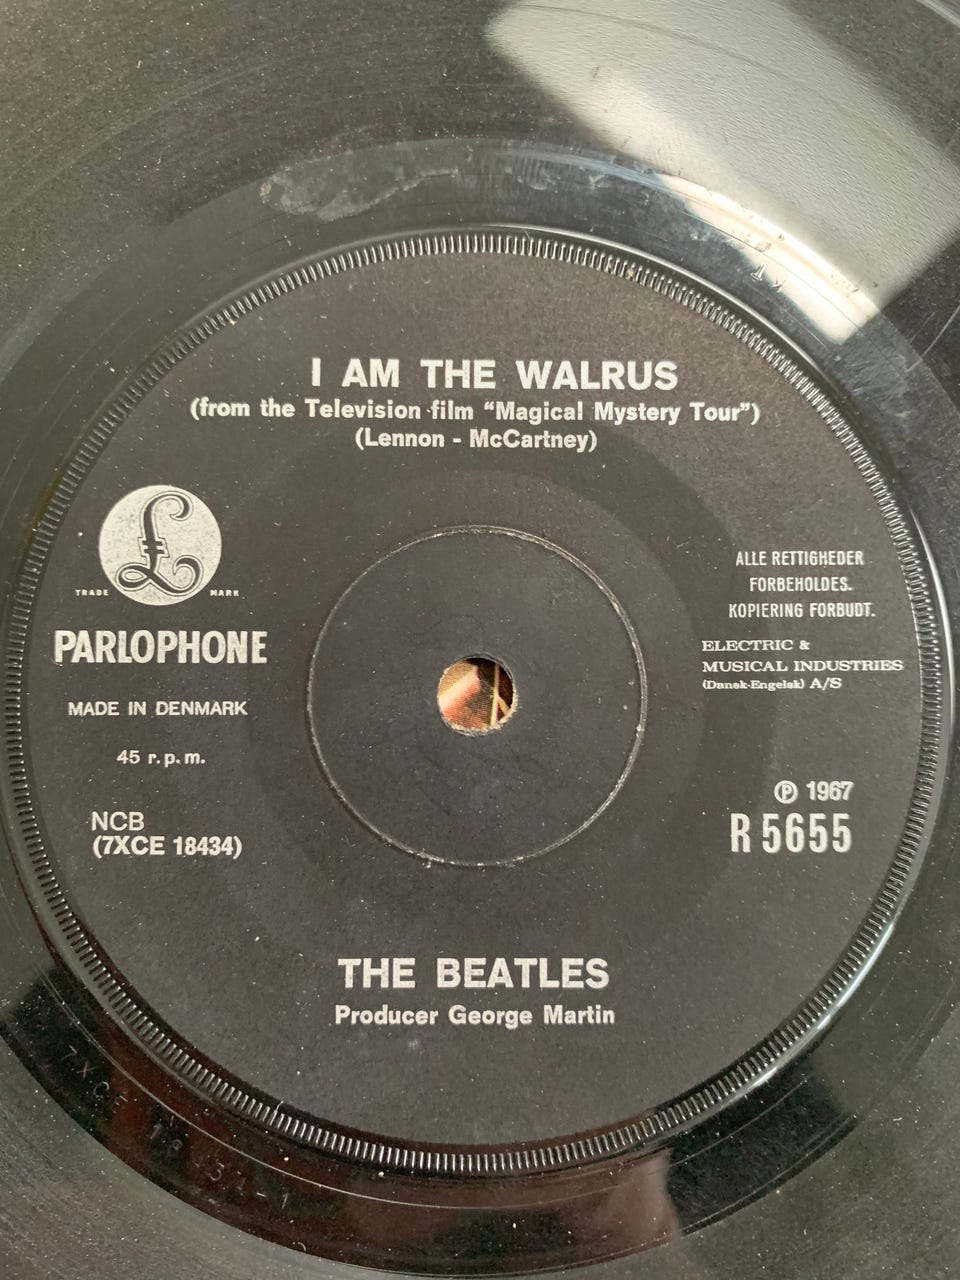 I AM THE WALRUS
(from the Television film “Magical Mystery Tour”)
(Lennon - McCartney)
£
TRADE MARK
PARLOPHONE
MADE IN DENMARK
45 r.p.m.
NCB
(7XCE 18434)
ALLE RETTIGHEDER
FORBEHOLDES.
KOPIERING FORBUDT.
ELECTRIC &
MUSICAL INDUSTRIES
(Dansk-Engelsk) A/S
Ⓟ 1967
R 5655
THE BEATLES
Producer George Martin
KT